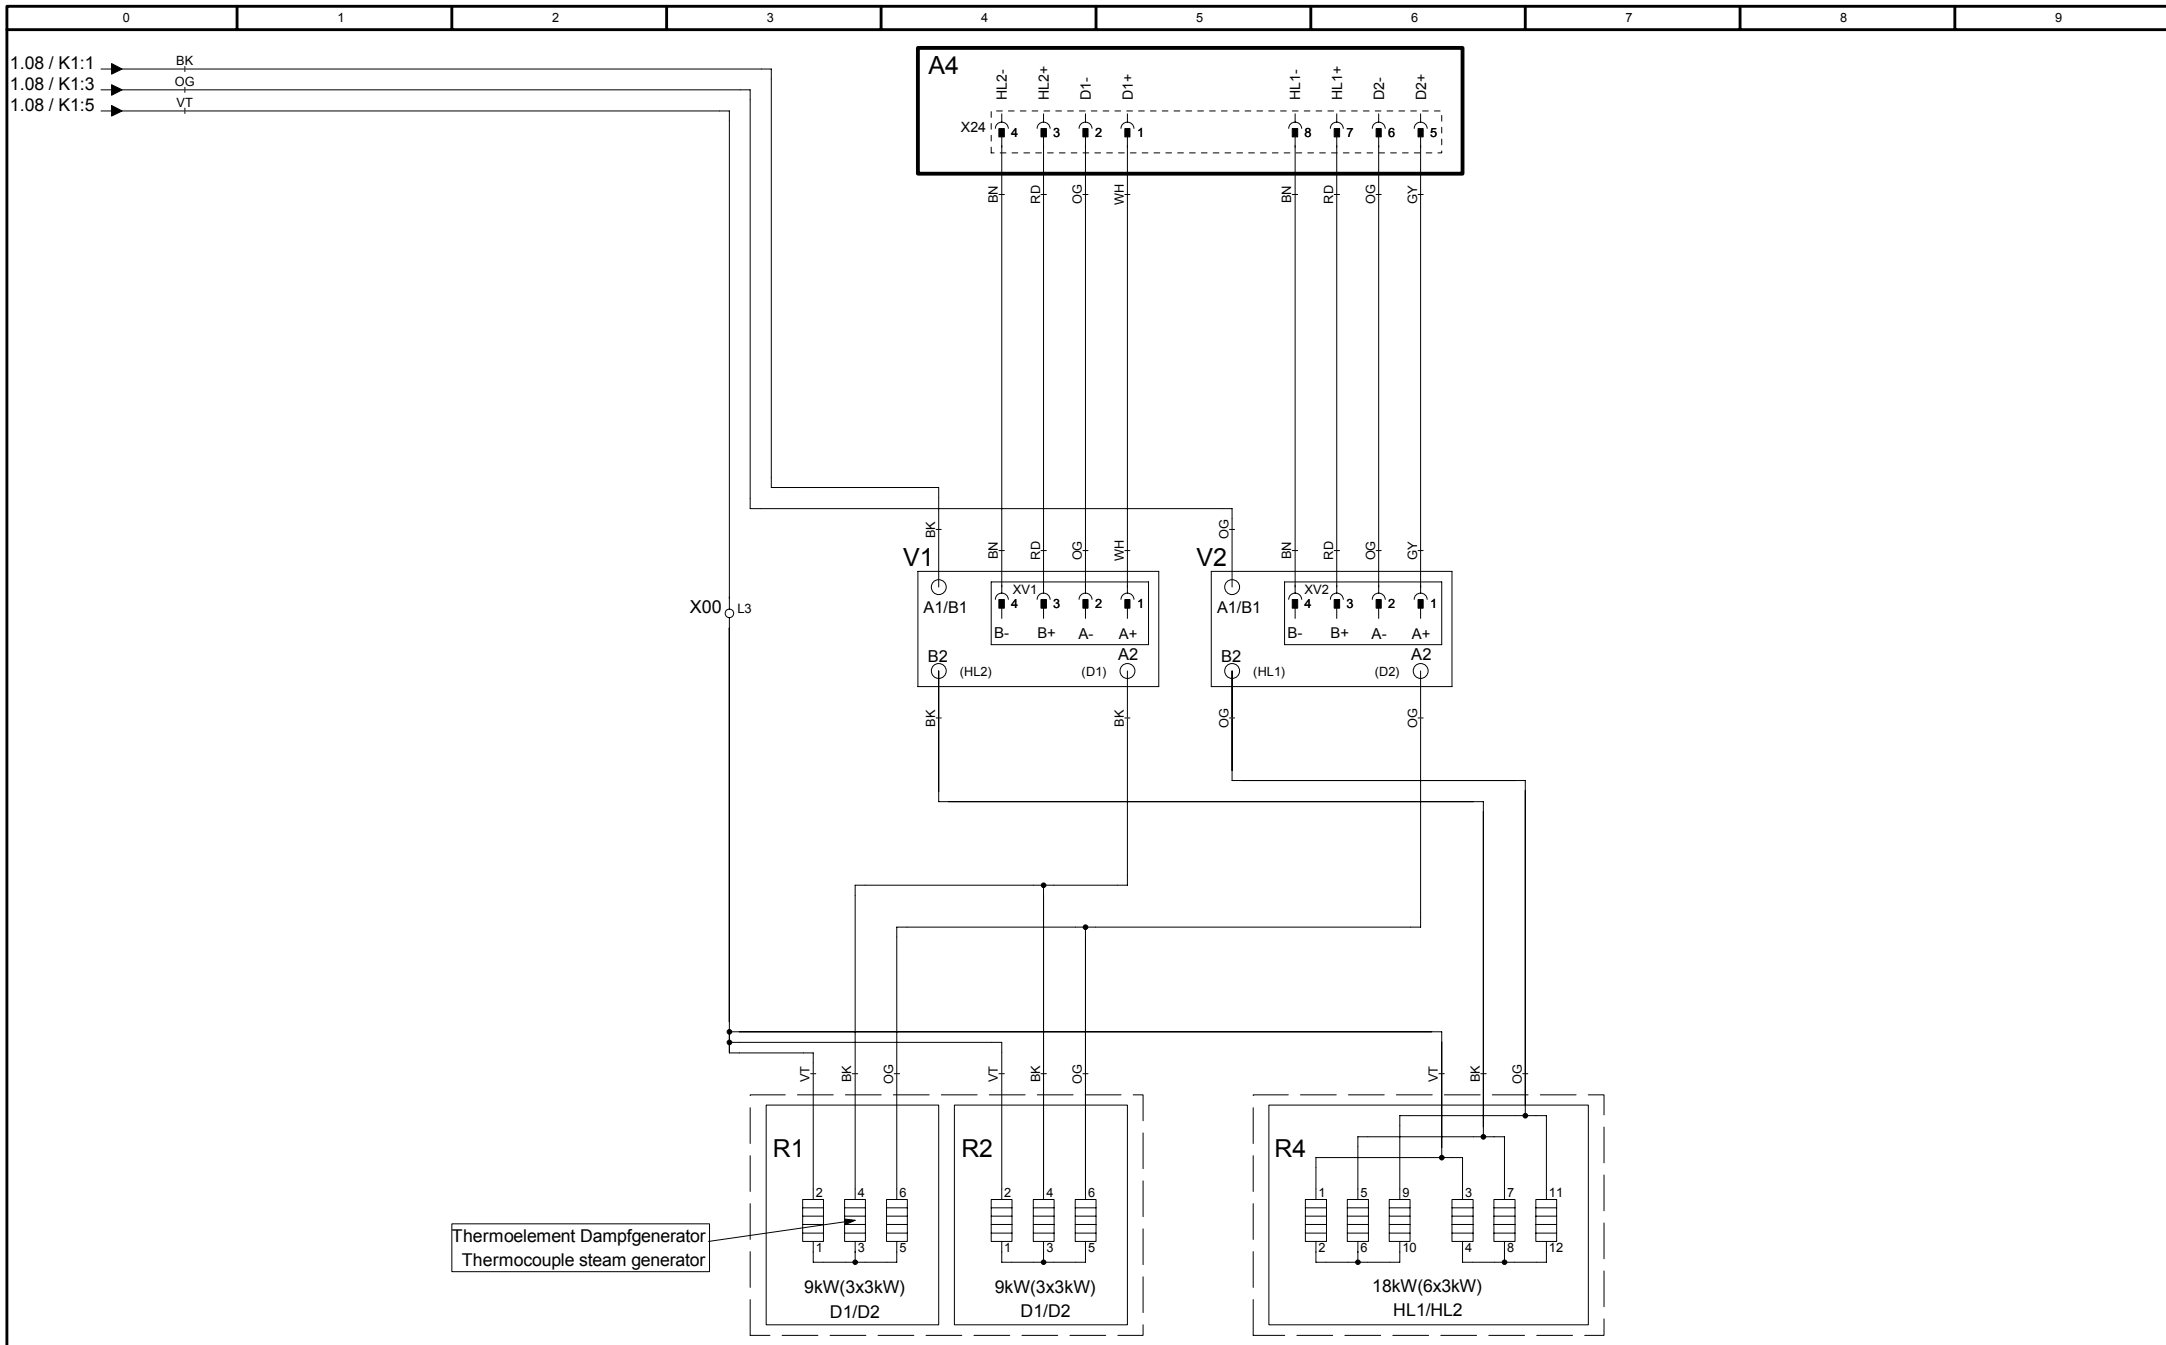 0 1 2 3 4 5 6 7 8 9
1.08 / K1:1 BK
1.08 / K1:3 OG
1.08 / K1:5 VT
A4
HL2- HL2+ D1- D1+ HL1- HL1+ D2- D2+
X24 4 3 2 1 8 7 6 5
BN RD OG WH BN RD OG GY
BK BN RD OG WH OG BN RD OG GY
V1 V2
XV1 XV2
4 3 2 1 4 3 2 1
A1/B1 A1/B1
X00 L3
B- B+ A- A+ B- B+ A- A+
B2 (HL2) (D1) A2 B2 (HL1) (D2) A2
BK BK OG OG
VT BK OG VT BK OG VT BK OG
R1 R2 R4
2 4 6 2 4 6 1 5 9 3 7 11
1 3 5 1 3 5 2 6 10 4 8 12
Thermoelement Dampfgenerator
Thermocouple steam generator
9kW(3x3kW) 9kW(3x3kW) 18kW(6x3kW)
D1/D2 D1/D2 HL1/HL2